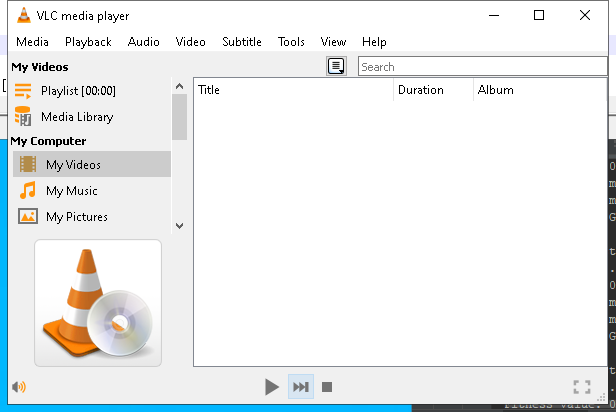 VLC media player
Media Playback Audio Video Subtitle Tools View Help
My Videos
Search
Playlist [00:00]
Media Library
My Computer
My Videos
My Music
My Pictures
Title Duration Album
Fitness value: 0